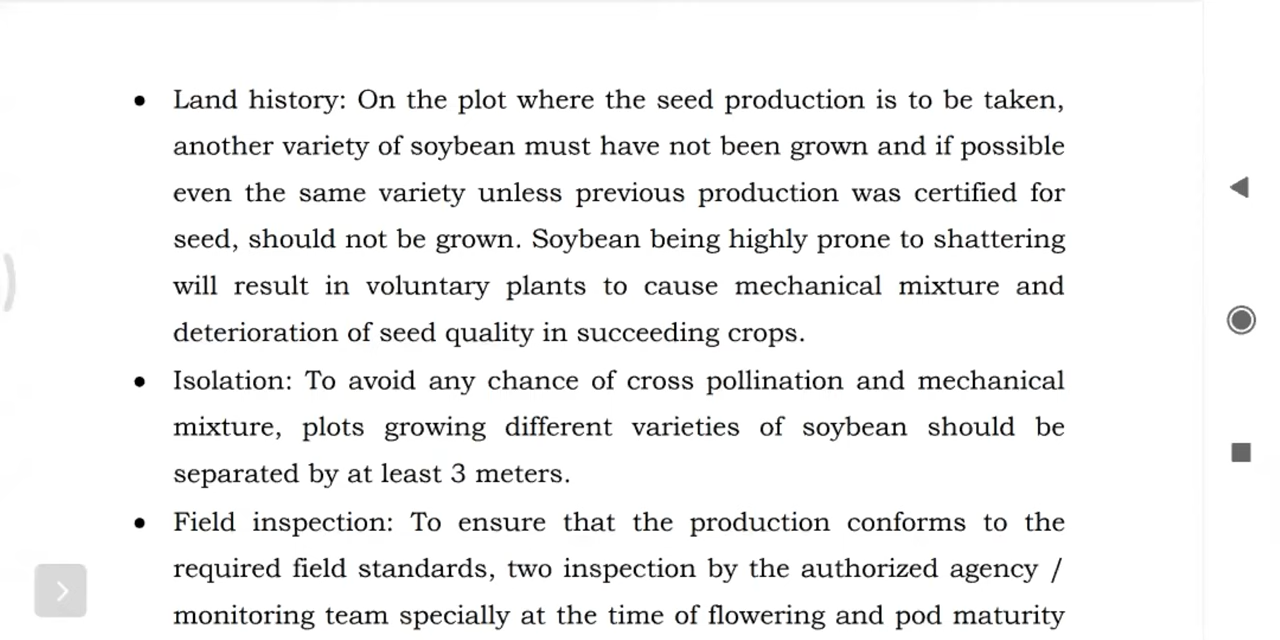 • Land history: On the plot where the seed production is to be taken,
another variety of soybean must have not been grown and if possible
even the same variety unless previous production was certified for
seed, should not be grown. Soybean being highly prone to shattering
will result in voluntary plants to cause mechanical mixture and
deterioration of seed quality in succeeding crops.
• Isolation: To avoid any chance of cross pollination and mechanical
mixture, plots growing different varieties of soybean should be
separated by at least 3 meters.
• Field inspection: To ensure that the production conforms to the
required field standards, two inspection by the authorized agency /
monitoring team specially at the time of flowering and pod maturity